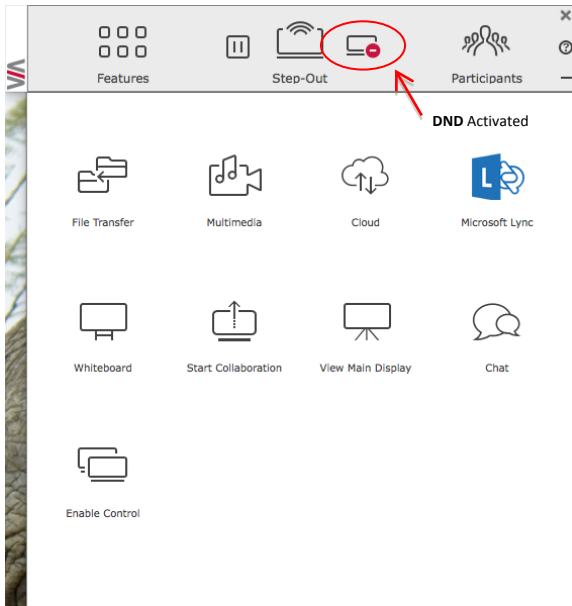 Features
Step-Out
Participants
DND Activated
File Transfer
Multimedia
Cloud
Microsoft Lync
Whiteboard
Start Collaboration
View Main Display
Chat
Enable Control